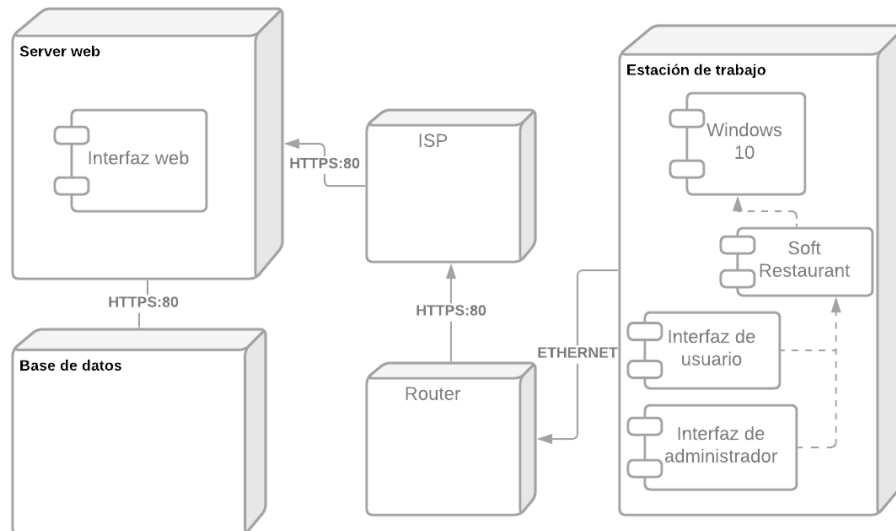 Server web
Interfaz web
HTTPS:80
Base de datos
HTTPS:80
ISP
HTTPS:80
Router
ETHERNET
Estación de trabajo
Windows
10
Soft
Restaurant
Interfaz de
usuario
Interfaz de
administrador